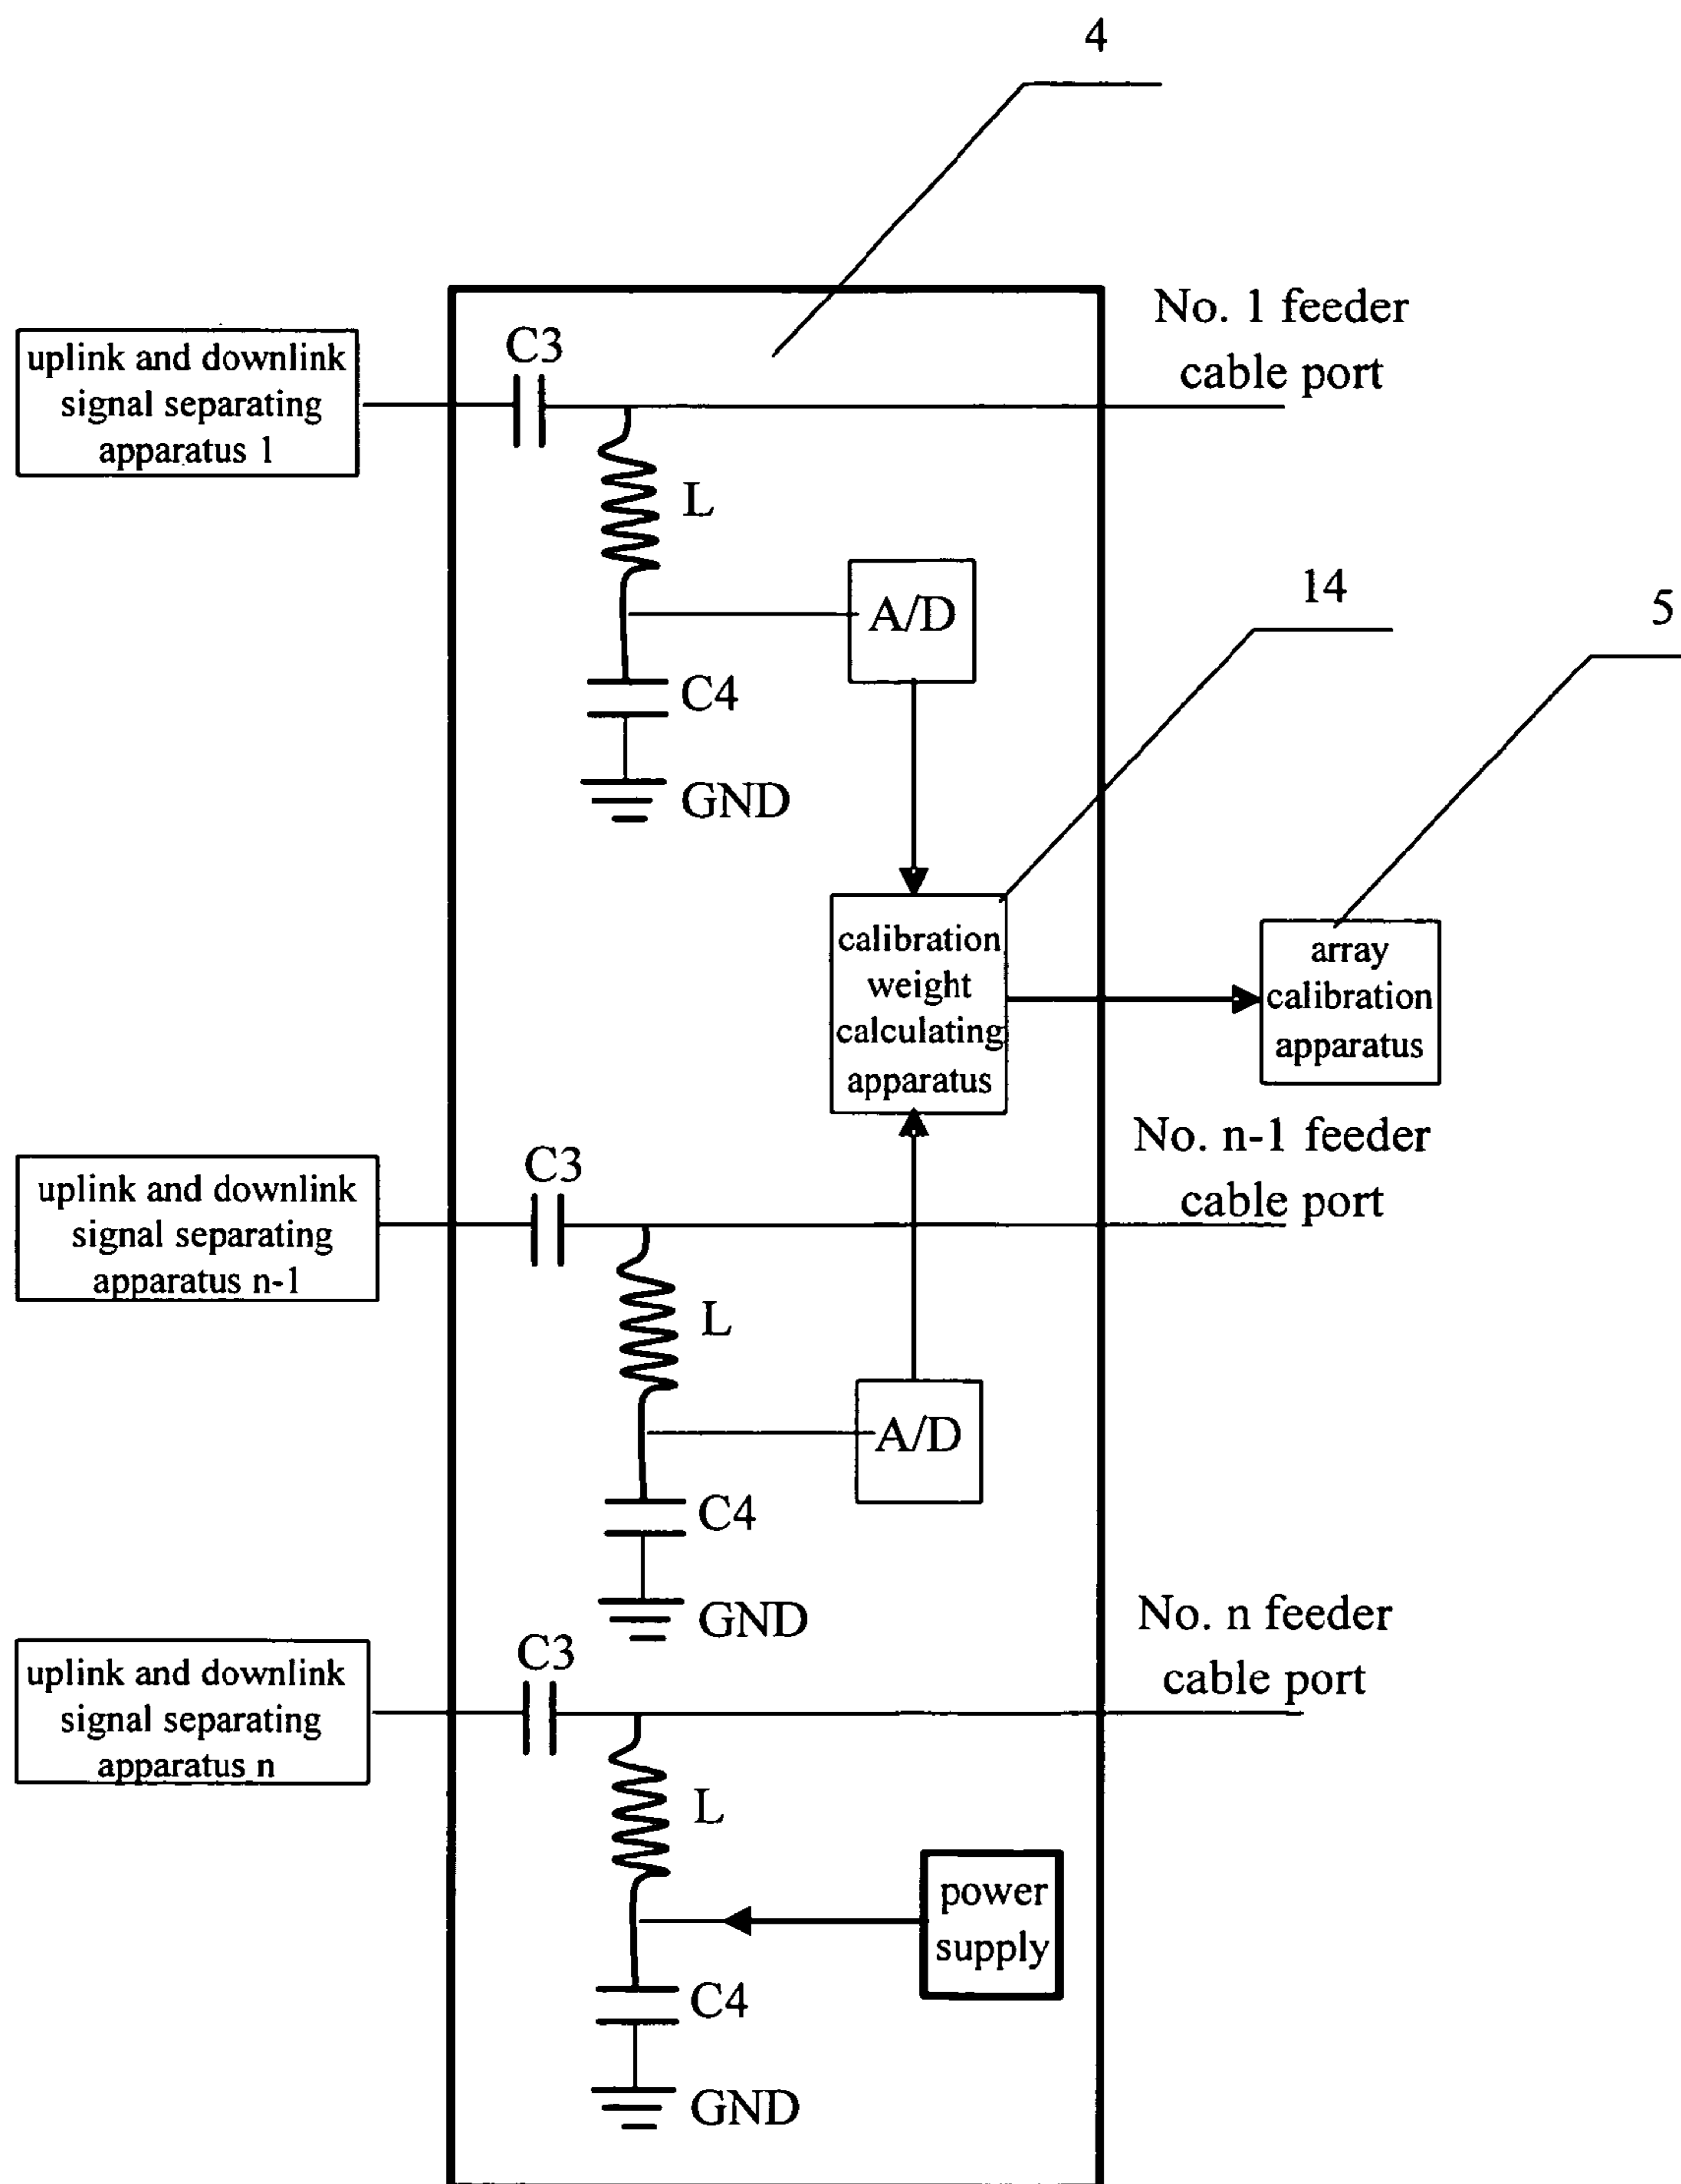 4
No. 1 feeder
cable port
C3
uplink and downlink
signal separating
apparatus 1
L
A/D
14
5
C4
GND
calibration
weight
calculating
apparatus
array
calibration
apparatus
No. n-1 feeder
cable port
C3
uplink and downlink
signal separating
apparatus n-1
L
A/D
C4
GND
No. n feeder
cable port
C3
uplink and downlink
signal separating
apparatus n
L
power
supply
C4
GND